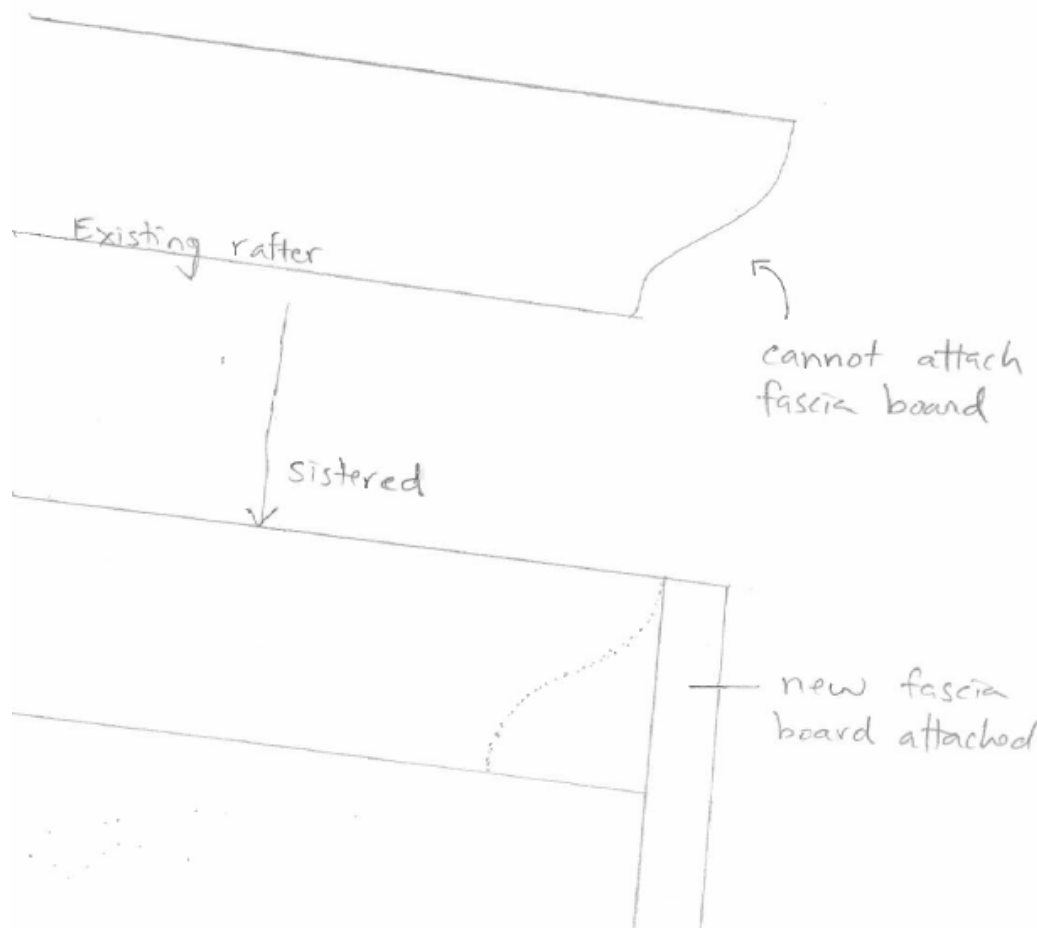 Existing rafter
cannot attach
fascia board
sistered
new fascia
board attached